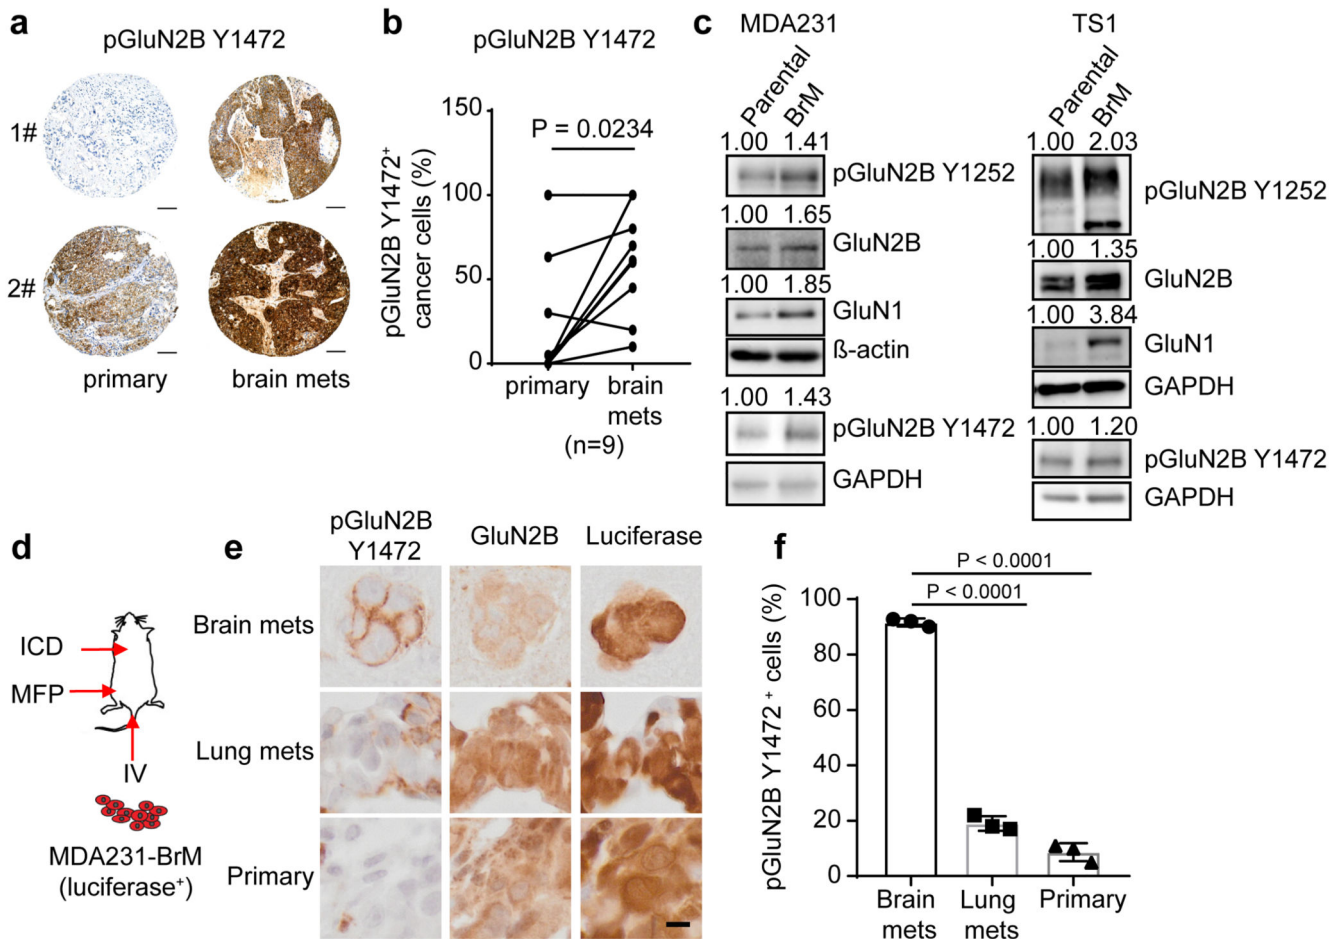 a
pGluN2B Y1472
1#
2#
primary
brain mets
b
pGluN2B Y1472
P = 0.0234
pGluN2B Y1472⁺
cancer cells (%)
150
100
50
0
primary
brain
mets
(n=9)
c
MDA231
Parental
BrM
1.00 1.41
pGluN2B Y1252
1.00 1.65
GluN2B
1.00 1.85
GluN1
ß-actin
1.00 1.43
pGluN2B Y1472
GAPDH
TS1
Parental
BrM
1.00 2.03
pGluN2B Y1252
1.00 1.35
GluN2B
1.00 3.84
GluN1
GAPDH
1.00 1.20
pGluN2B Y1472
GAPDH
d
ICD
MFP
IV
MDA231-BrM
(luciferase⁺)
e
pGluN2B
Y1472
GluN2B
Luciferase
Brain mets
Lung mets
Primary
f
P < 0.0001
P < 0.0001
pGluN2B Y1472 ⁺ cells (%)
100
80
60
40
20
0
Brain
mets
Lung
mets
Primary